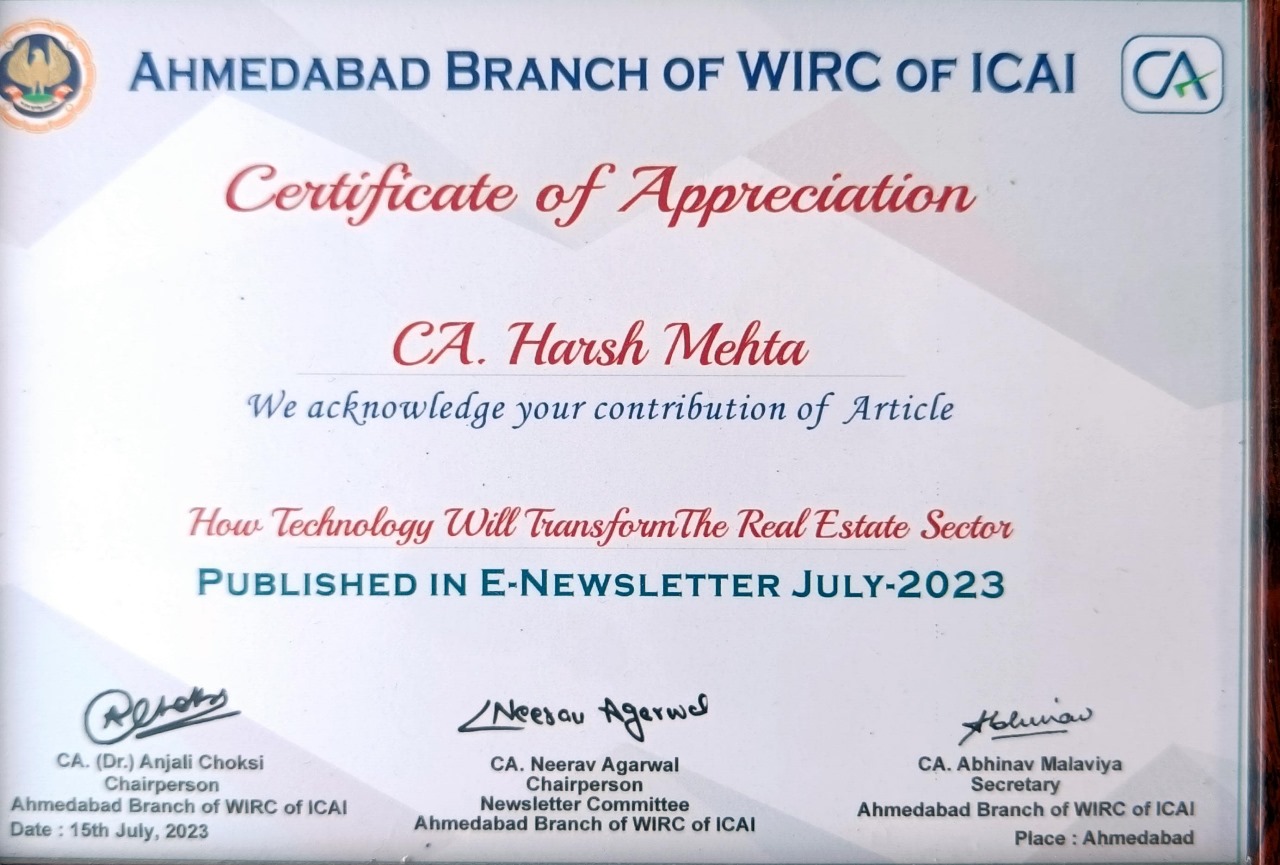 AHMEDABAD BRANCH OF WIRC OF ICAI
CA
Certificate of Appreciation
CA. Harsh Mehta
We acknowledge your contribution of Article
How Technology Will TransformThe Real Estate Sector
PUBLISHED IN E-NEWSLETTER JULY-2023
Neerav Agarwal
Abhinav
CA. (Dr.) Anjali Choksi
Chairperson
Ahmedabad Branch of WIRC of ICAI
Date : 15th July, 2023
CA. Neerav Agarwal
Chairperson
Newsletter Committee
Ahmedabad Branch of WIRC of ICAI
CA. Abhinav Malaviya
Secretary
Ahmedabad Branch of WIRC of ICAI
Place : Ahmedabad